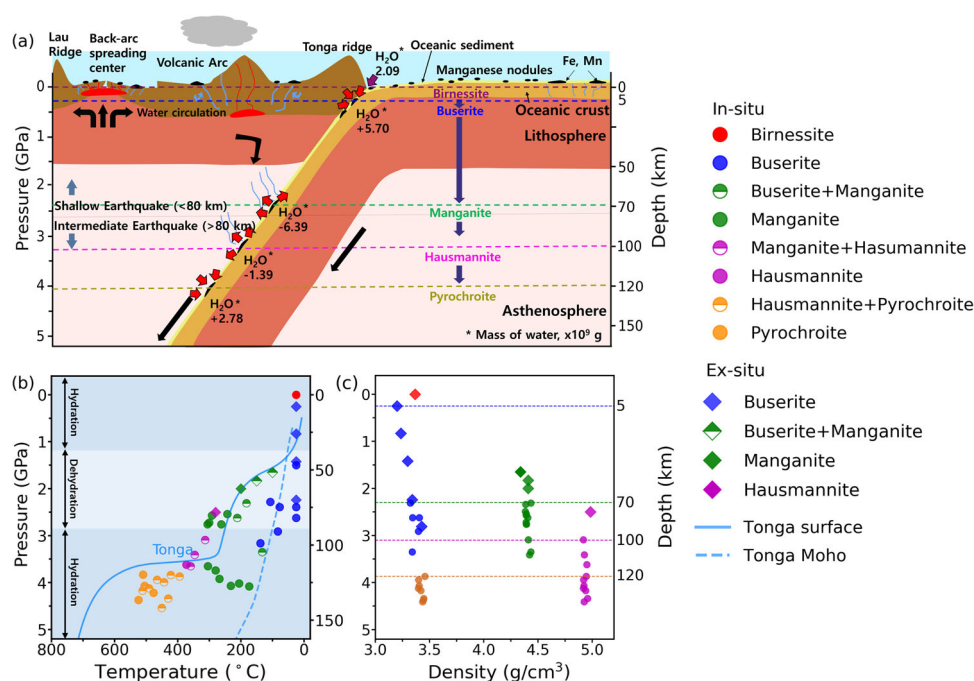 (a)
Lau
Ridge
Back-arc
spreading
center
Volcanic Arc
Tonga ridge
H₂O*
2.09
Oceanic sediment
Manganese nodules
Fe, Mn
Birnessite
Buserite
Oceanic crust
Lithosphere
Water circulation
H₂O*
+5.70
Shallow Earthquake (<80 km)
Intermediate Earthquake (>80 km)
H₂O*
-6.39
Manganite
H₂O*
-1.39
Hausmannite
H₂O*
+2.78
Pyrochroite
Asthenosphere
* Mass of water, x10⁹ g
Pressure (GPa)
0
1
2
3
4
5
Depth (km)
0
5
50
70
100
120
150
In-situ
Birnessite
Buserite
Buserite+Manganite
Manganite
Manganite+Hasumannite
Hausmannite
Hausmannite+Pyrochroite
Pyrochroite
Ex-situ
Buserite
Buserite+Manganite
Manganite
Hausmannite
Tonga surface
Tonga Moho
(b)
Pressure (GPa)
0
1
2
3
4
5
Hydration
Dehydration
Hydration
Tonga
0
50
100
150
800
600
400
200
0
Temperature (°C)
(c)
0
1
2
3
4
5
5
70
100
120
Depth (km)
3.0
3.5
4.0
4.5
5.0
Density (g/cm³)